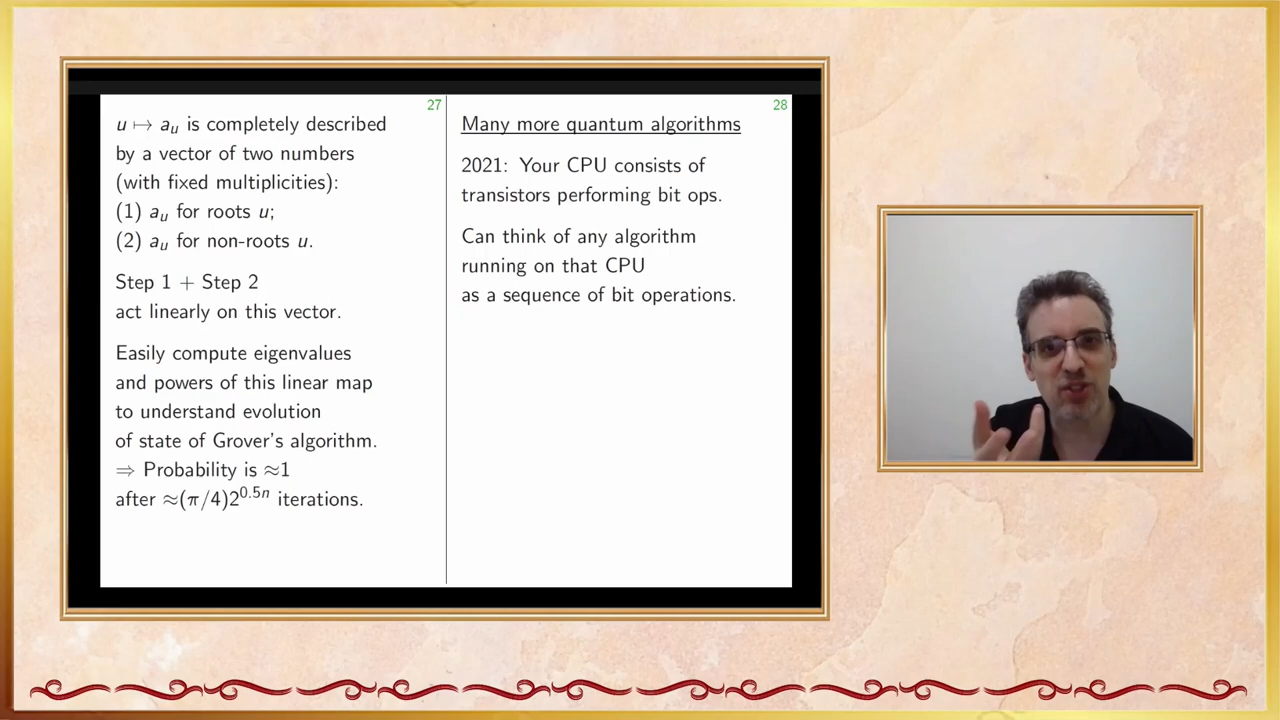 27
u ↦ a_u is completely described
by a vector of two numbers
(with fixed multiplicities):
(1) a_u for roots u;
(2) a_u for non-roots u.
Step 1 + Step 2
act linearly on this vector.
Easily compute eigenvalues
and powers of this linear map
to understand evolution
of state of Grover's algorithm.
⇒ Probability is ≈1
after ≈(π/4)2^{0.5n} iterations.
28
Many more quantum algorithms
2021: Your CPU consists of
transistors performing bit ops.
Can think of any algorithm
running on that CPU
as a sequence of bit operations.